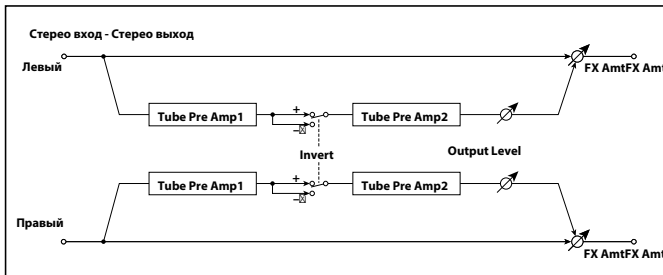 Стерео вход - Стерео выход
Левый
FX AmtFX Amt
Tube Pre Amp1
+
−
Tube Pre Amp2
Invert
Output Level
Tube Pre Amp1
+
−
Tube Pre Amp2
Правый
FX AmtFX Amt